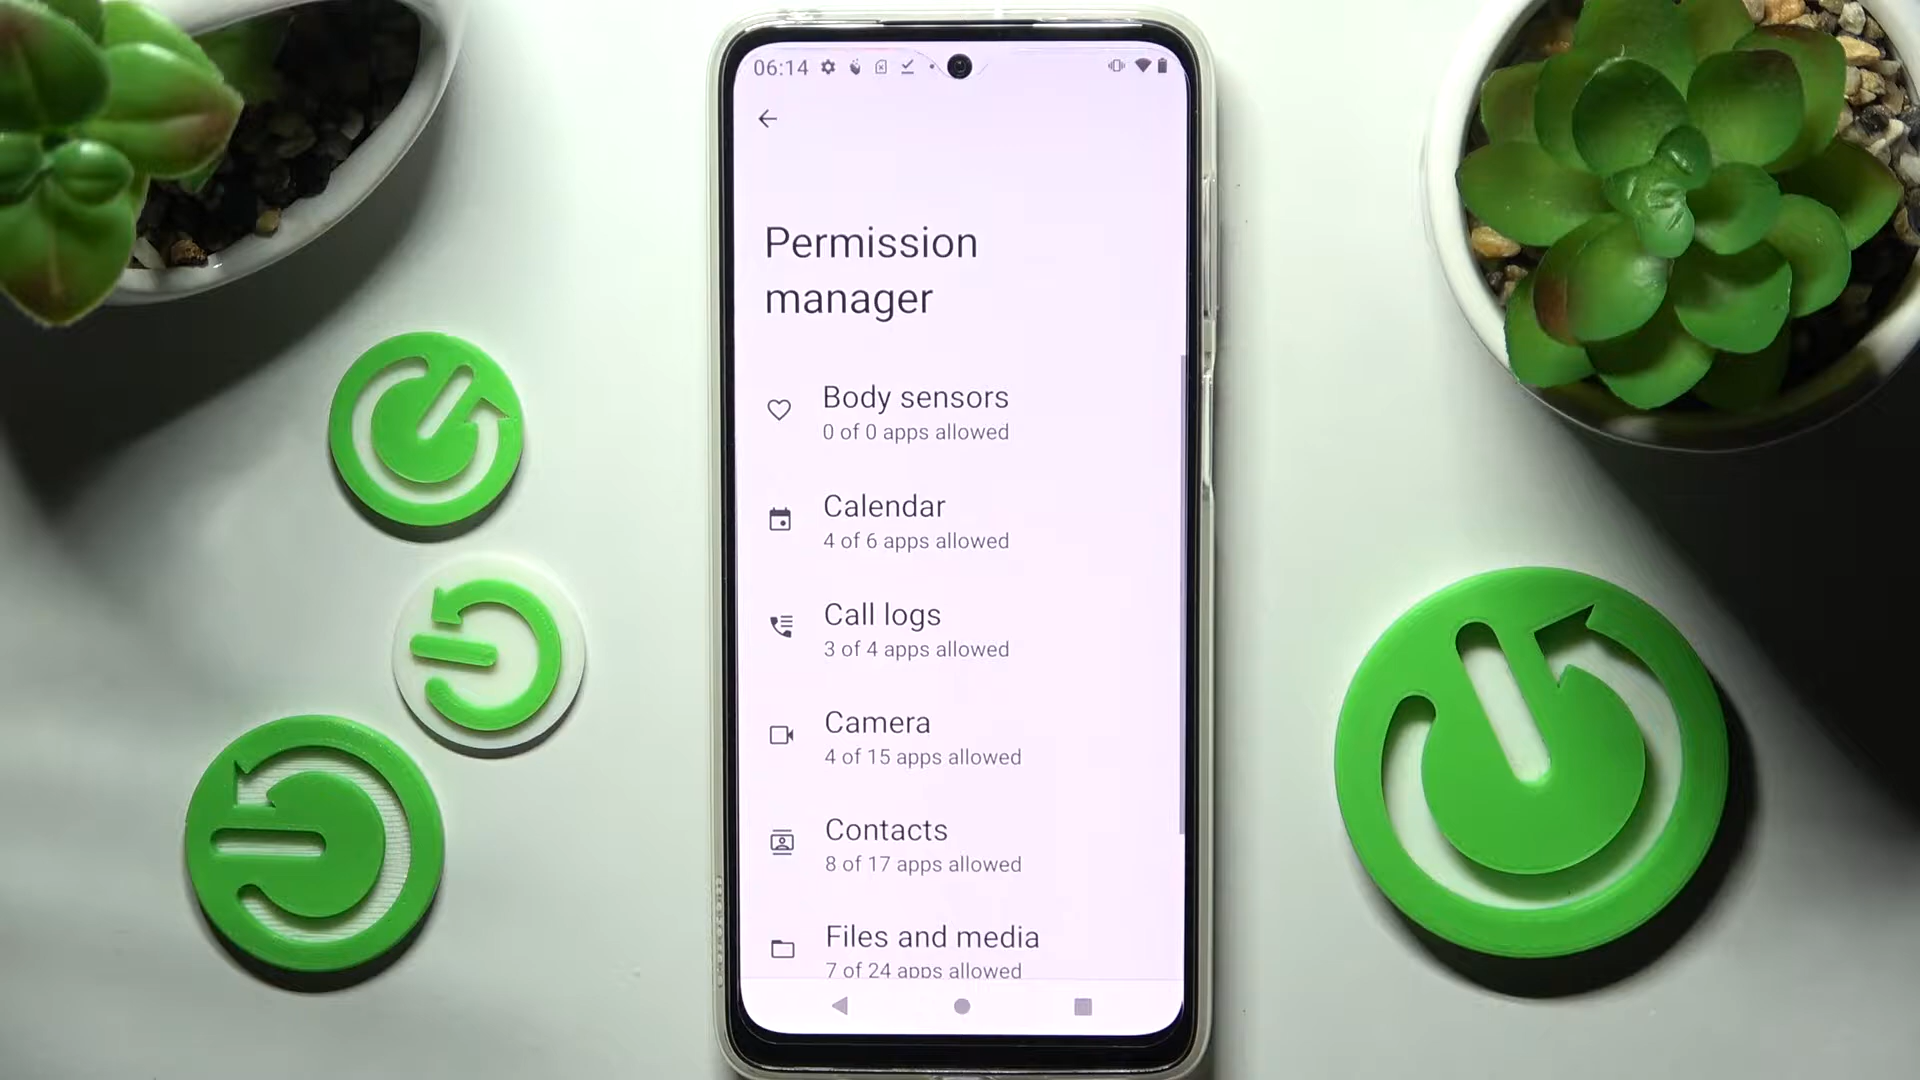 06:14
Permission
manager
Body sensors
0 of 0 apps allowed
Calendar
4 of 6 apps allowed
Call logs
3 of 4 apps allowed
Camera
4 of 15 apps allowed
Contacts
8 of 17 apps allowed
Files and media
7 of 24 apps allowed